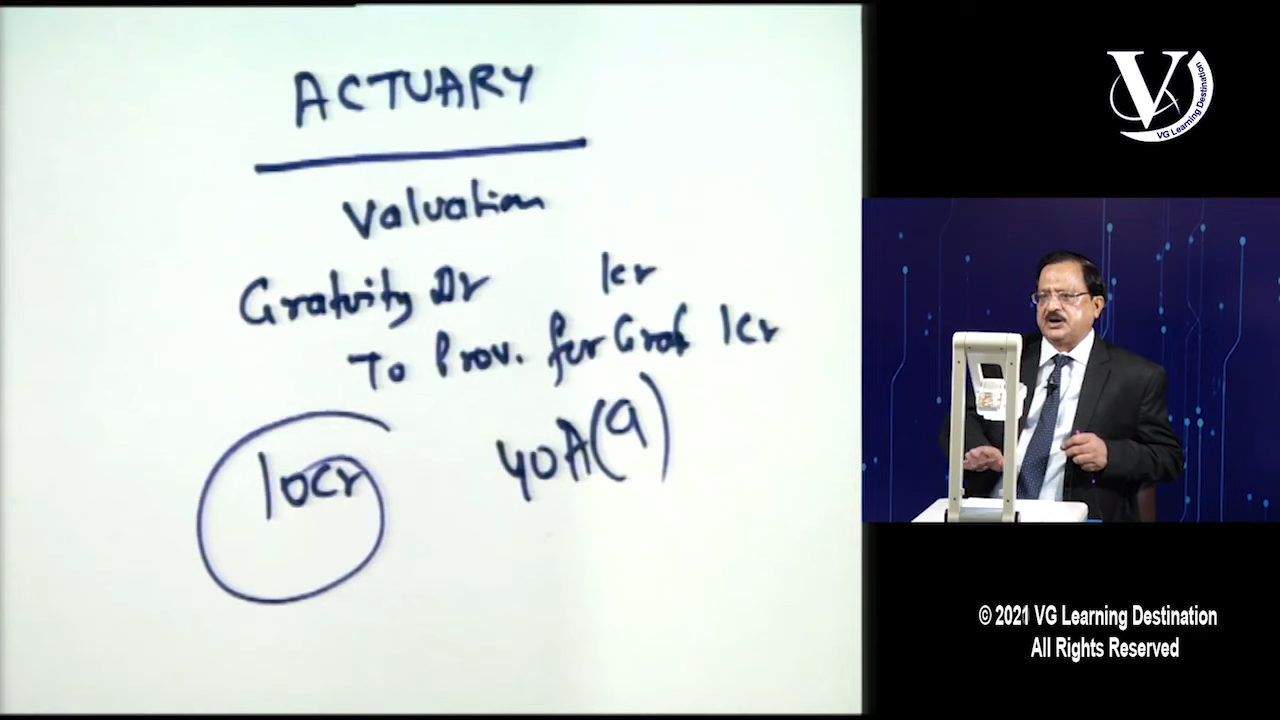 ACTUARY
Valuation
Gratuity Dr 1cr
To Prov. for Grat 1cr
10cr 40A(9)
V
VG Learning Destination
© 2021 VG Learning Destination
All Rights Reserved